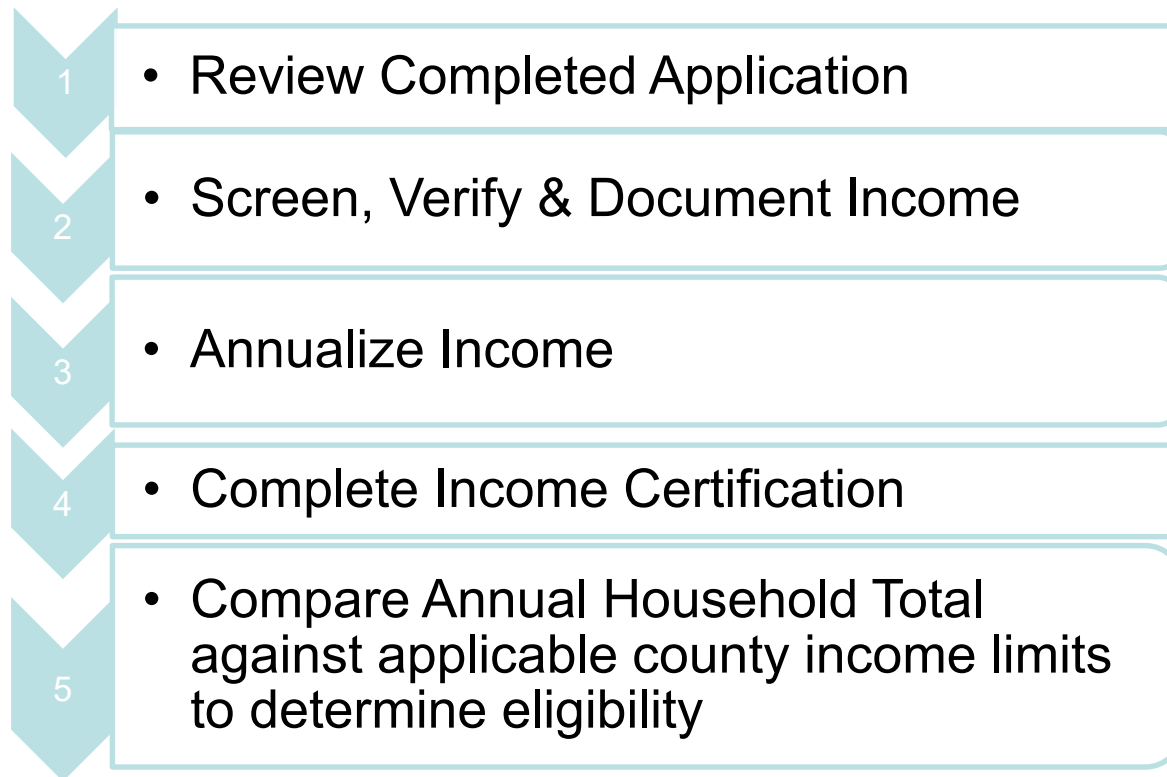 1
• Review Completed Application
2
• Screen, Verify & Document Income
3
• Annualize Income
4
• Complete Income Certification
5
• Compare Annual Household Total
against applicable county income limits
to determine eligibility